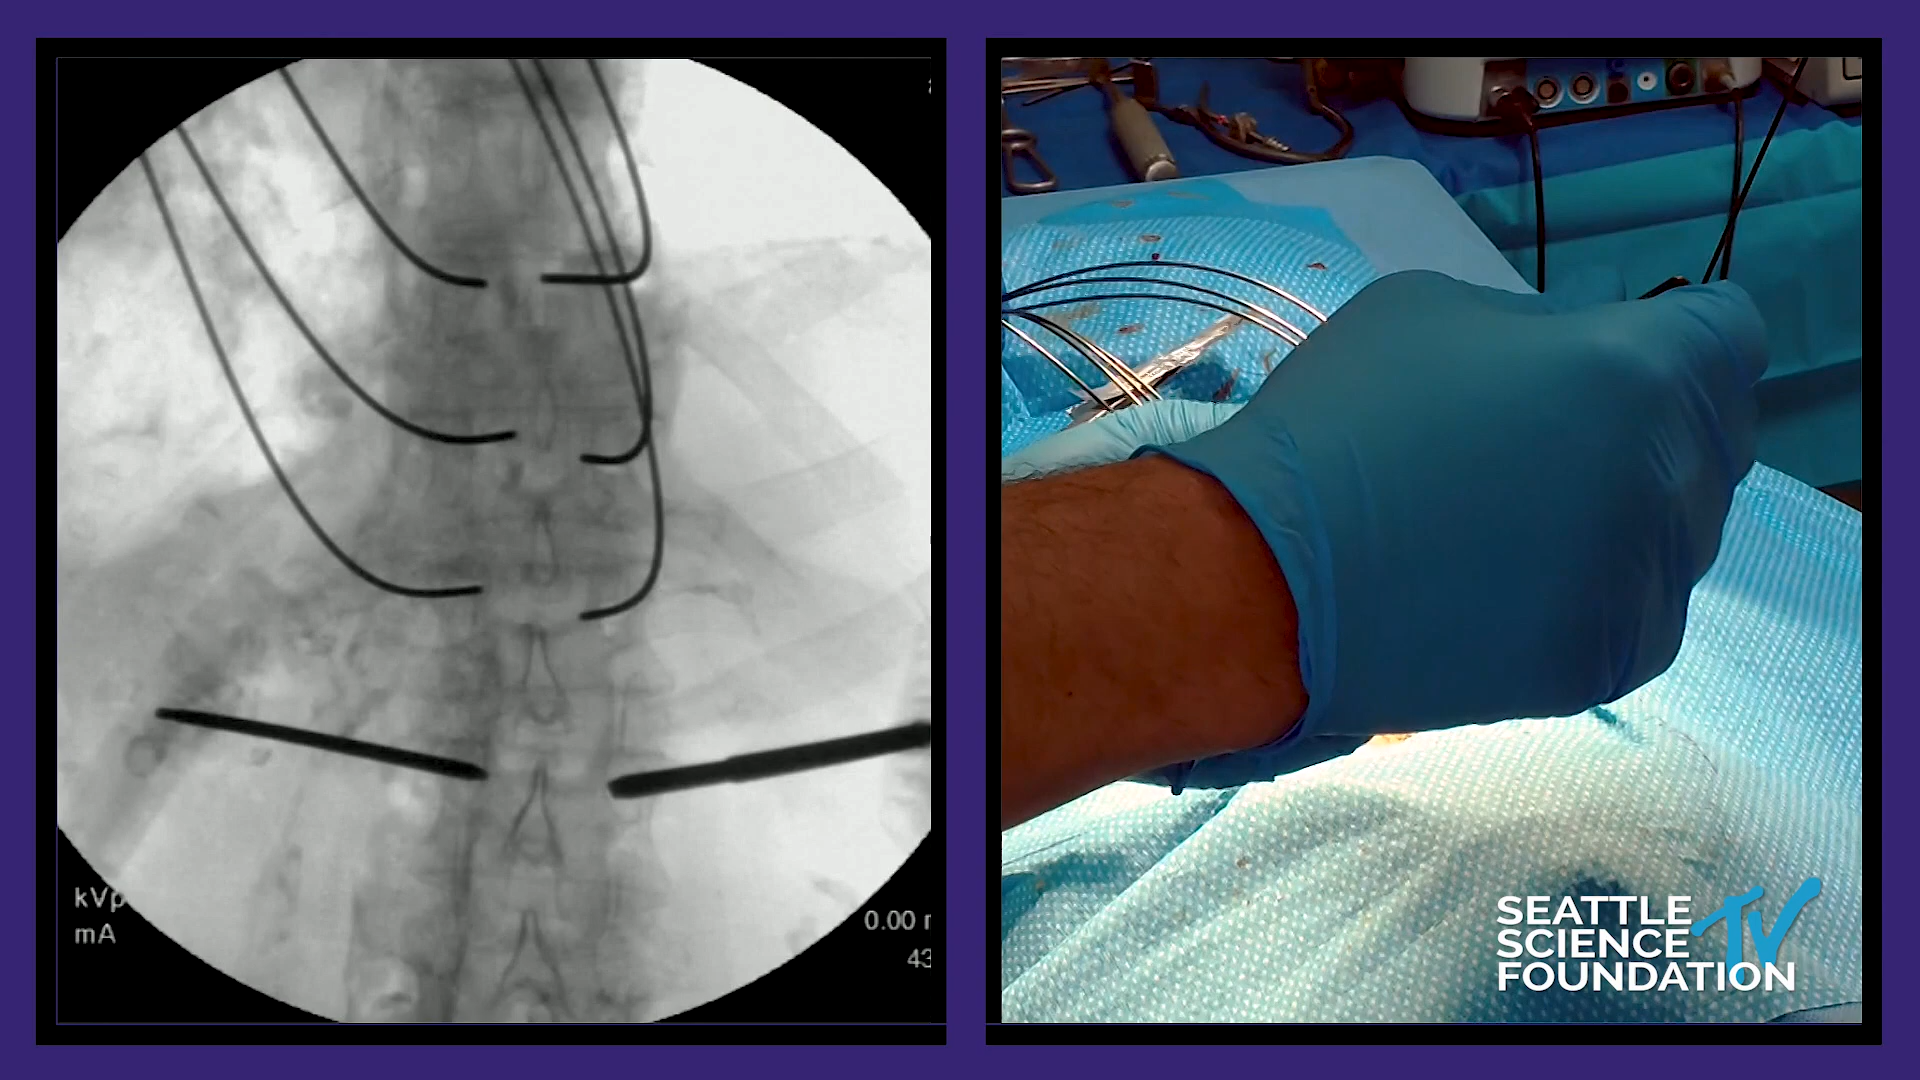 kVp
mA
0.00
43
SEATTLE
SCIENCE
FOUNDATION
TV